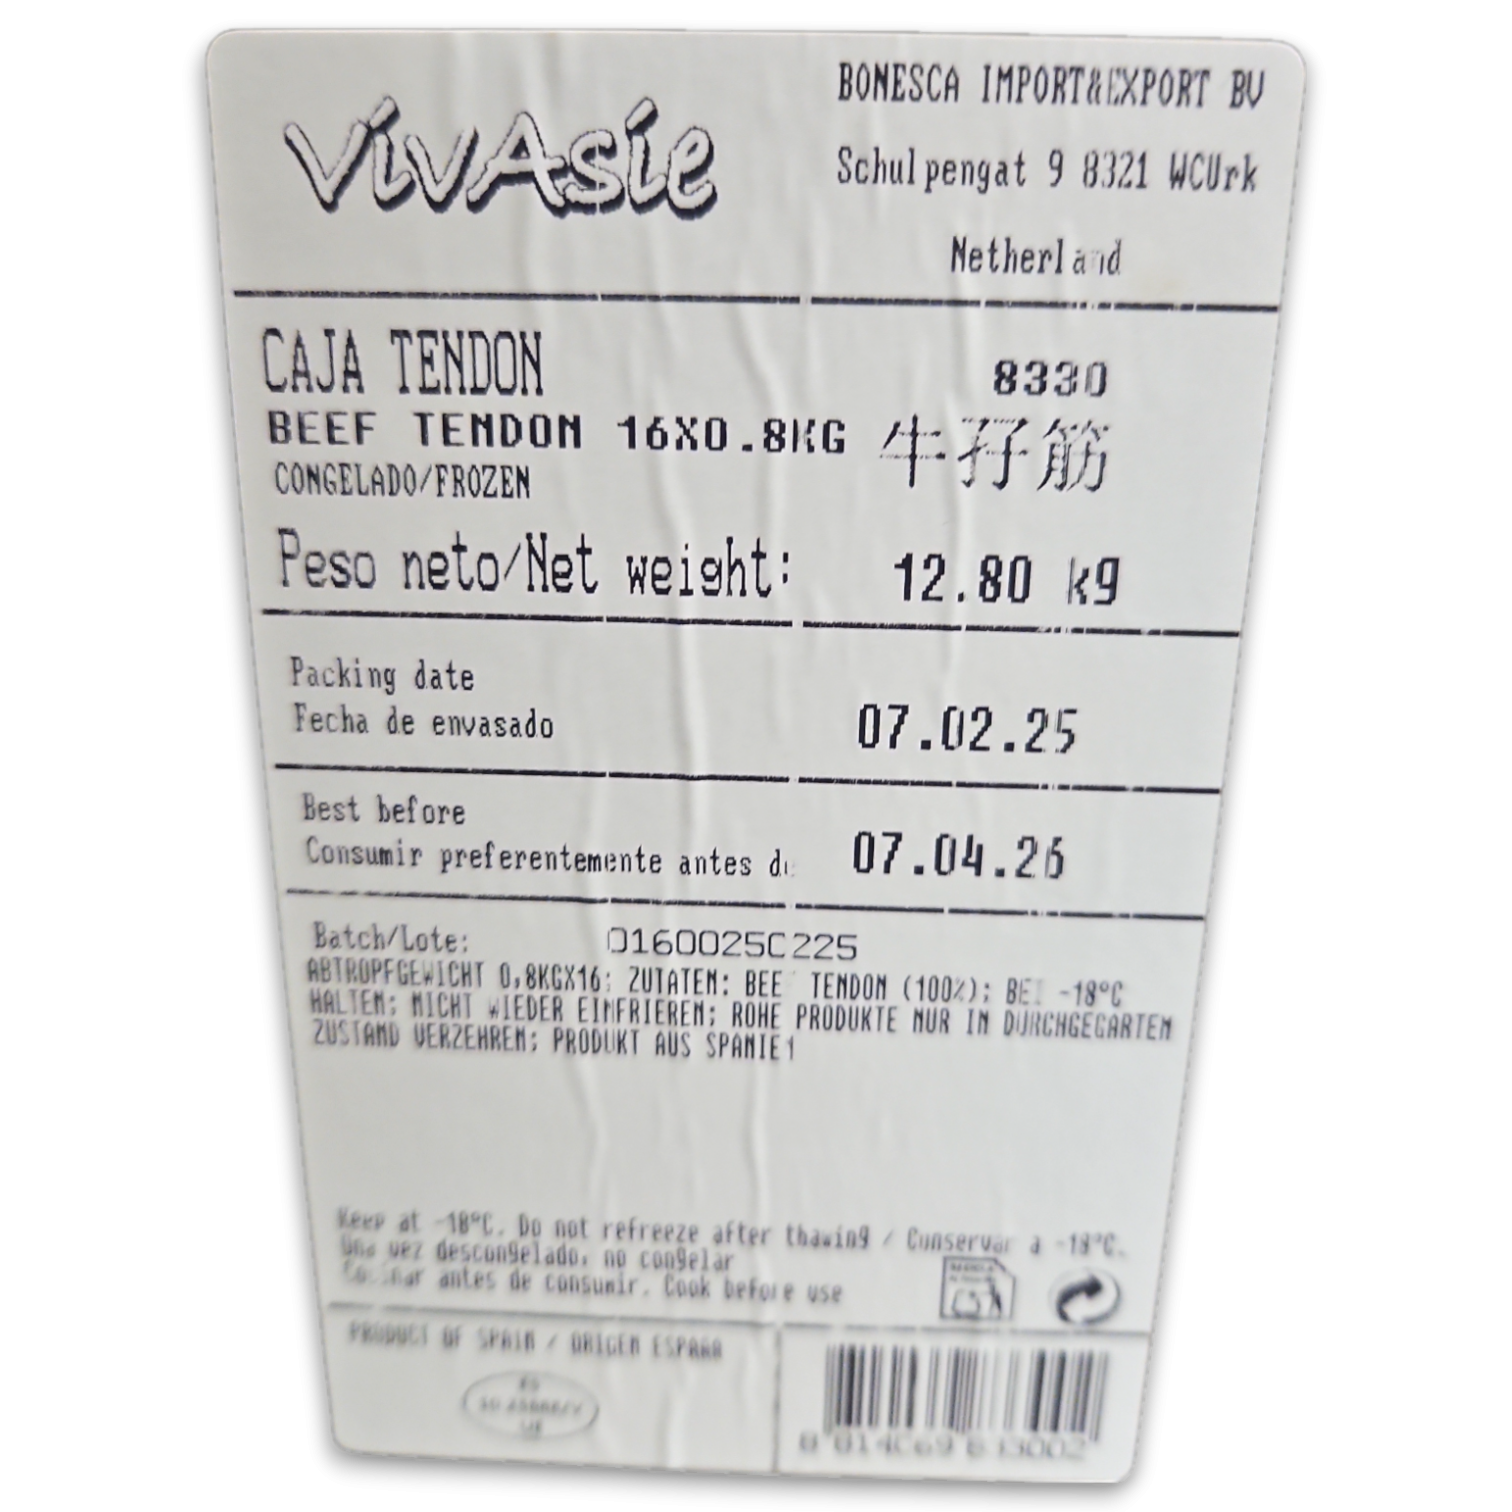 VivAsie
BONESCA IMPORT&EXPORT BV
Schulpengat 9 8321 WCUrk
Netherland
CAJA TENDON
8330
BEEF TENDON 16X0.8KG 牛孖筋
CONGELADO/FROZEN
Peso neto/Net weight: 12.80 kg
Packing date
Fecha de envasado 07.02.25
Best before
Consumir preferentemente antes de 07.04.26
Batch/Lote: 0160025C225
ABTROPFGEWICHT 0,8KGX16; ZUTATEN: BEE TENDON (100%); BEI -18°C
HALTEN; NICHT WIEDER EINFRIEREN; ROHE PRODUKTE NUR IN DURCHGEGARTEN
ZUSTAND VERZEHREN; PRODUKT AUS SPANIEN
Keep at -18°C. Do not refreeze after thawing / Conservar a -18°C.
Una vez descongelado, no congelar
Cocinar antes de consumir. Cook before use
PRODUCT OF SPAIN / ORIGEN ESPAÑA
ES